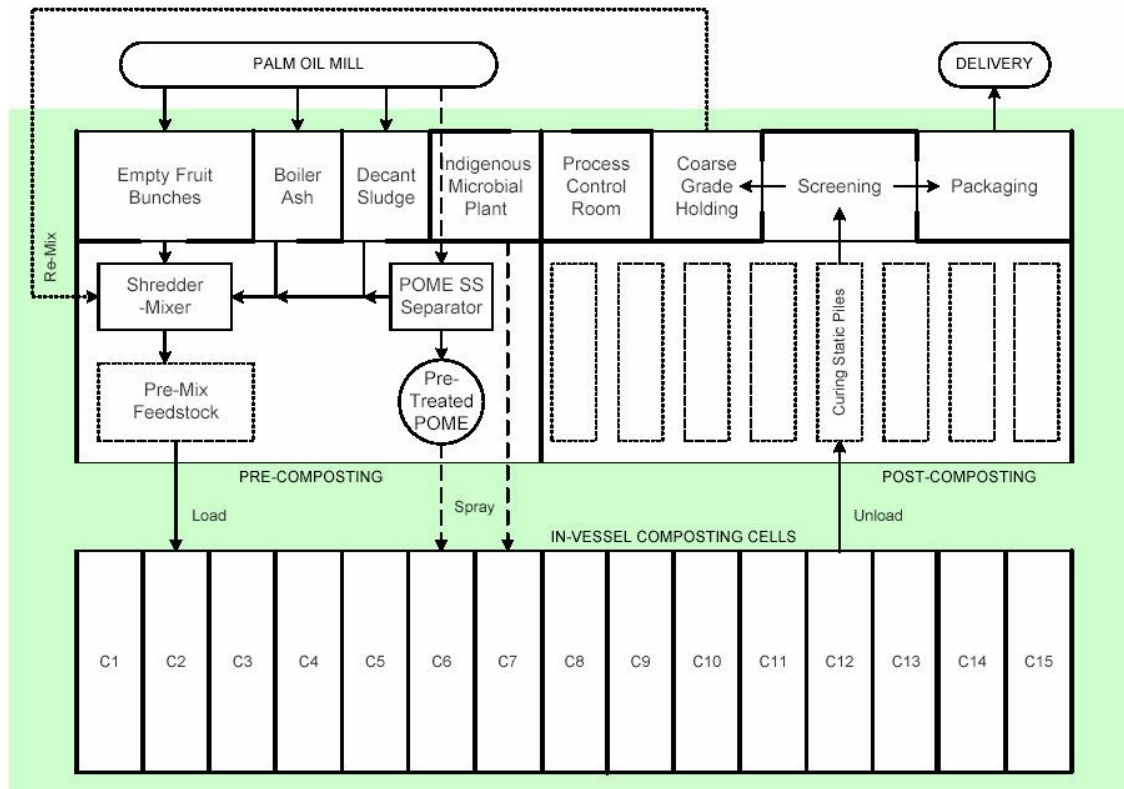 PALM OIL MILL
DELIVERY
Empty Fruit
Bunches
Boiler
Ash
Decant
Sludge
Indigenous
Microbial
Plant
Process
Control
Room
Coarse
Grade
Holding
Screening
Packaging
Re-Mix
Shredder
-Mixer
POME SS
Separator
Pre-Mix
Feedstock
Pre-
Treated
POME
Curing Static Piles
PRE-COMPOSTING
POST-COMPOSTING
Load
Spray
Unload
IN-VESSEL COMPOSTING CELLS
C1
C2
C3
C4
C5
C6
C7
C8
C9
C10
C11
C12
C13
C14
C15